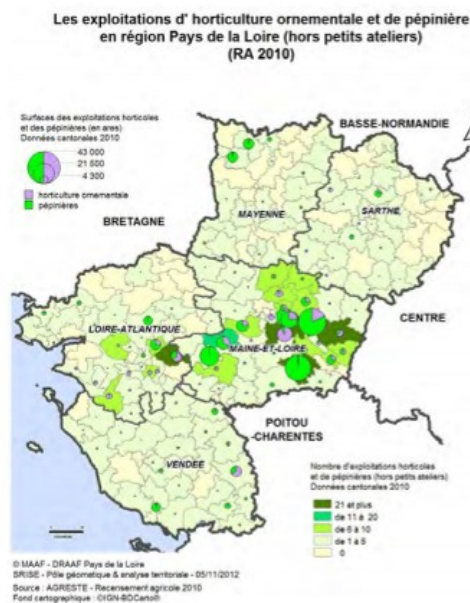 Les exploitations d' horticulture ornementale et de pépinière
en région Pays de la Loire (hors petits ateliers)
(RA 2010)
Surfaces des exploitations horticoles
et des pépinières (en ares)
Données cantonales 2010
43 000
21 500
4 300
horticulture ornementale
pépinières
BASSE-NORMANDIE
BRETAGNE
MAYENNE
SARTHE
CENTRE
LOIRE-ATLANTIQUE
MAINE-ET-LOIRE
POITOU
-CHARENTES
VENDÉE
Nombre d'exploitations horticoles
et de pépinières (hors petits ateliers)
Données cantonales 2010
21 et plus
de 11 à 20
de 6 à 10
de 1 à 5
0
© MAAF - DRAAF Pays de la Loire
SRISE - Pôle géomatique & analyse territoriale - 05/11/2012
Source : AGRESTE - Recensement agricole 2010
Fond cartographique : ©IGN-BDCarto®